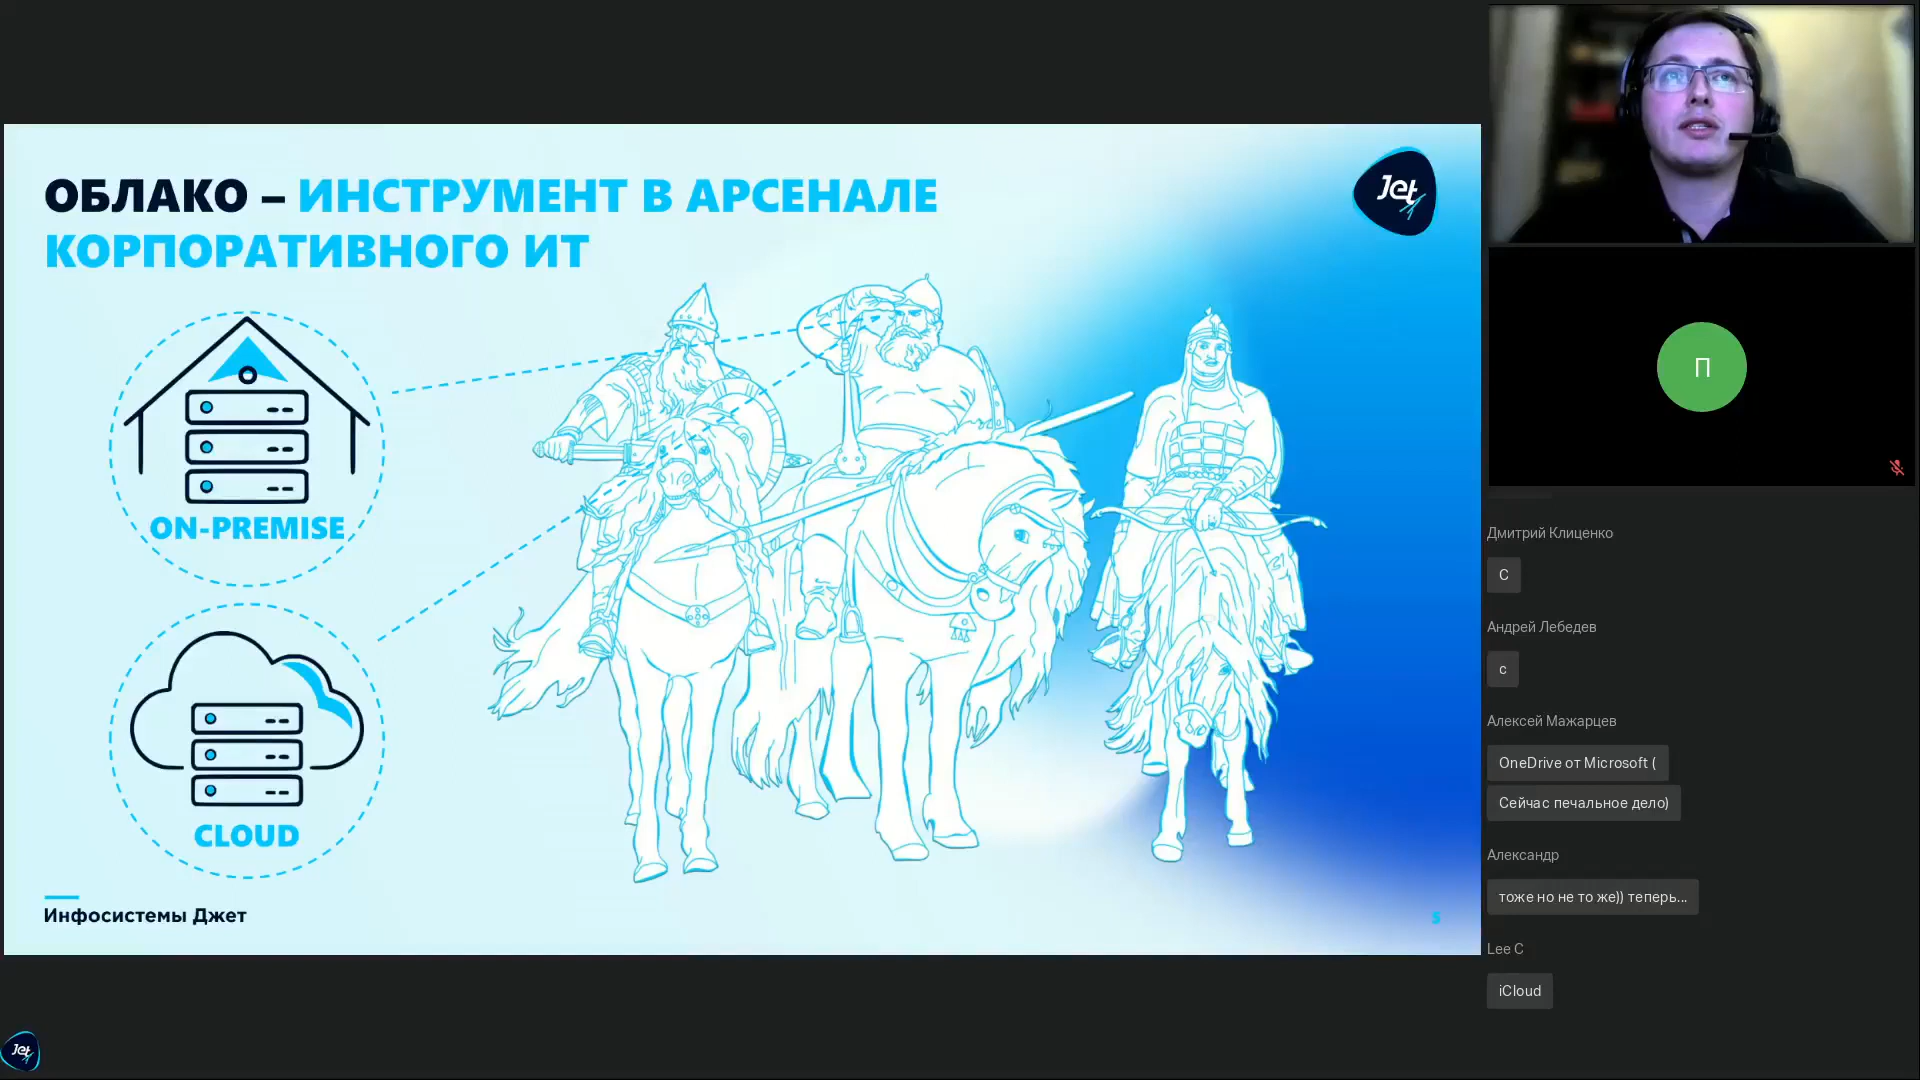 ОБЛАКО – ИНСТРУМЕНТ В АРСЕНАЛЕ
КОРПОРАТИВНОГО ИТ
Jet
ON-PREMISE
CLOUD
Инфосистемы Джет
5
Jet
П
Дмитрий Клиценко
С
Андрей Лебедев
с
Алексей Мажарцев
OneDrive от Microsoft (
Сейчас печальное дело)
Александр
тоже но не то же)) теперь...
Lee C
iCloud